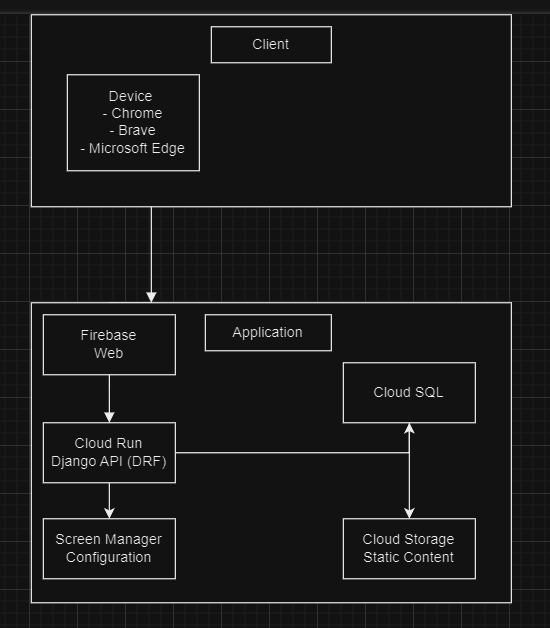 Client
Device
- Chrome
- Brave
- Microsoft Edge
Firebase
Web
Application
Cloud SQL
Cloud Run
Django API (DRF)
Screen Manager
Configuration
Cloud Storage
Static Content